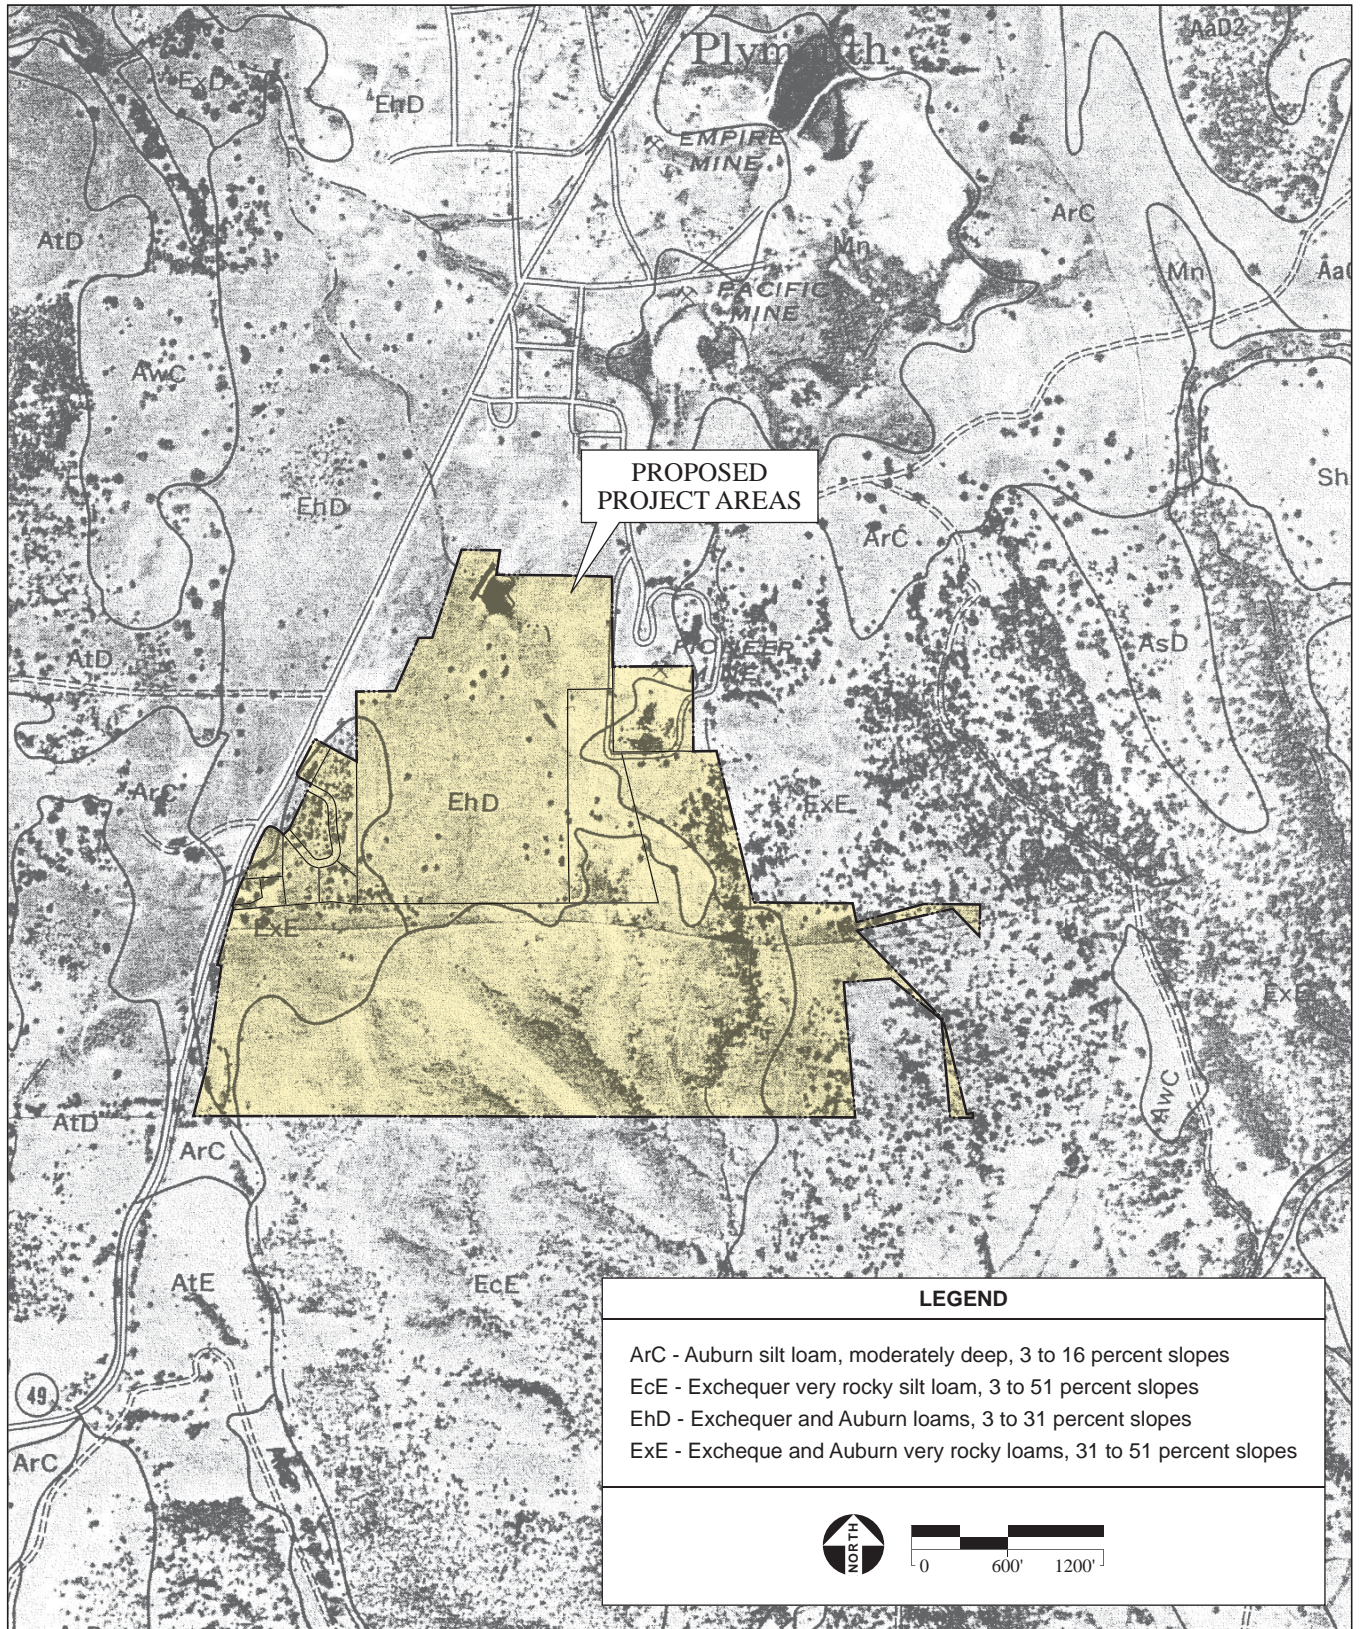 Plymouth
AaD2
ExD
EhD
EMPIRE
MINE
ArC
AtD
Mn
Mn
PACIFIC
MINE
AwC
PROPOSED
PROJECT AREAS
Sh
EhD
ArC
AtD
PIONEER
AsD
ArC
EhD
ExE
ExE
ExE
AwC
AtD
ArC
AtE
EcE
49
ArC
LEGEND
ArC - Auburn silt loam, moderately deep, 3 to 16 percent slopes
EcE - Exchequer very rocky silt loam, 3 to 51 percent slopes
EhD - Exchequer and Auburn loams, 3 to 31 percent slopes
ExE - Excheque and Auburn very rocky loams, 31 to 51 percent slopes
NORTH
0 600' 1200'